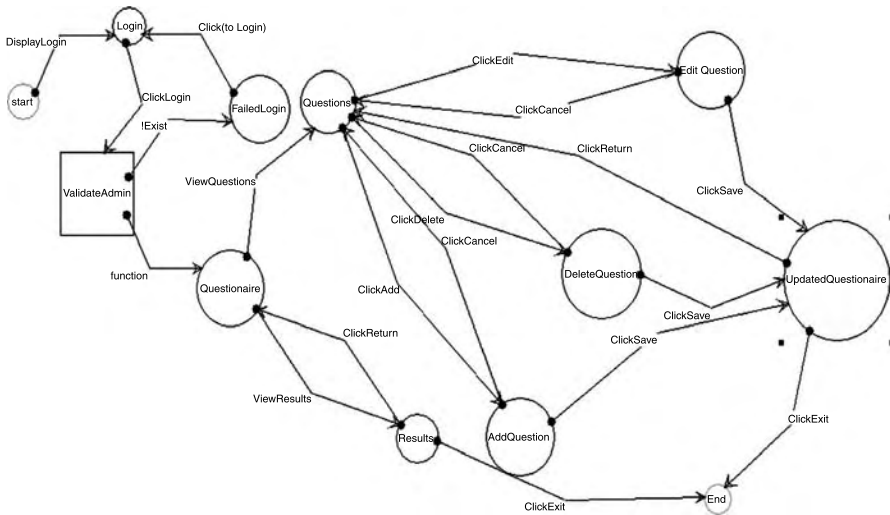 Login
Click(to Login)
DisplayLogin
ClickEdit
Edit Question
start
ClickLogin
FailedLogin
Questions
ClickCancel
!Exist
ClickCancel
ClickReturn
ViewQuestions
ValidateAdmin
ClickSave
ClickDelete
ClickCancel
function
Questionaire
ClickAdd
DeleteQuestion
UpdatedQuestionaire
ClickReturn
ClickSave
ClickSave
ViewResults
Results
AddQuestion
ClickExit
ClickExit
End